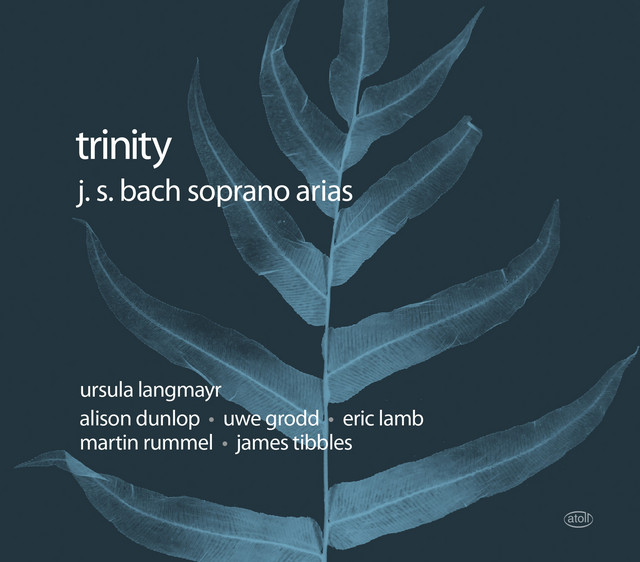 trinity
j. s. bach soprano arias
ursula langmayr
alison dunlop • uwe grodd • eric lamb
martin rummel • james tibbles
atoll